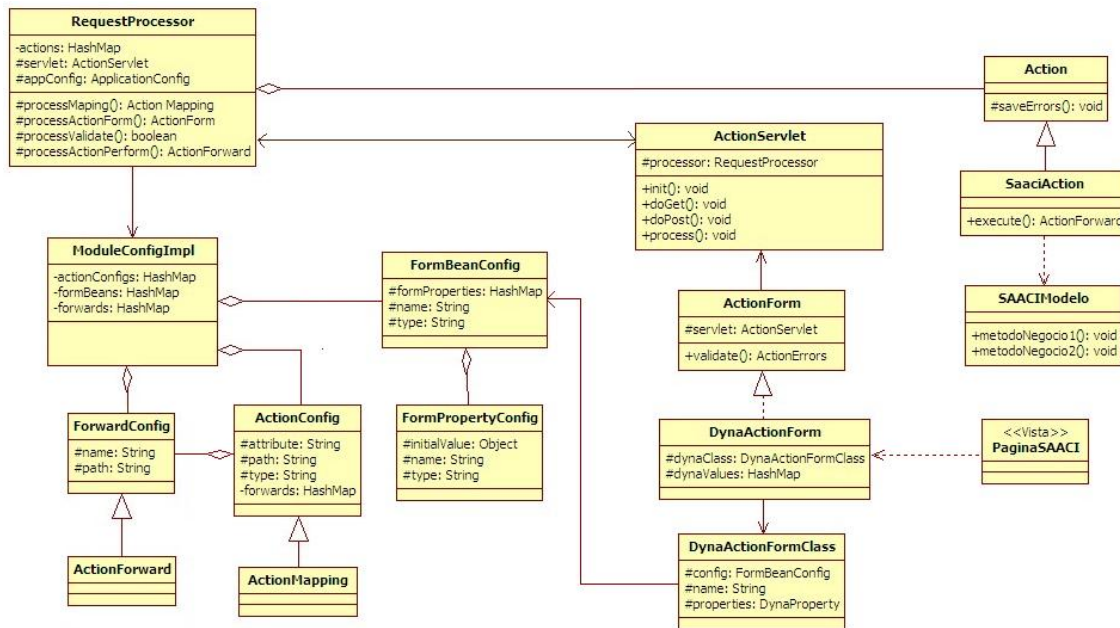 RequestProcessor
-actions: HashMap
#servlet: ActionServlet
#appConfig: ApplicationConfig
#processMaping(): Action Mapping
#processActionForm(): ActionForm
#processValidate(): boolean
#processActionPerform(): ActionForward
Action
#saveErrors(): void
ActionServlet
#processor: RequestProcessor
+init(): void
+doGet(): void
+doPost(): void
+process(): void
SaaciAction
+execute(): ActionForward
ModuleConfigImpl
-actionConfigs: HashMap
-formBeans: HashMap
-forwards: HashMap
FormBeanConfig
#formProperties: HashMap
#name: String
#type: String
ActionForm
#servlet: ActionServlet
+validate(): ActionErrors
SAACIModelo
+metodoNegocio1(): void
+metodoNegocio2(): void
ForwardConfig
#name: String
#path: String
ActionConfig
#attribute: String
#path: String
#type: String
-forwards: HashMap
FormPropertyConfig
#initialValue: Object
#name: String
#type: String
DynaActionForm
#dynaClass: DynaActionFormClass
#dynaValues: HashMap
<<Vista>>
PaginaSAACI
ActionForward
ActionMapping
DynaActionFormClass
#config: FormBeanConfig
#name: String
#properties: DynaProperty